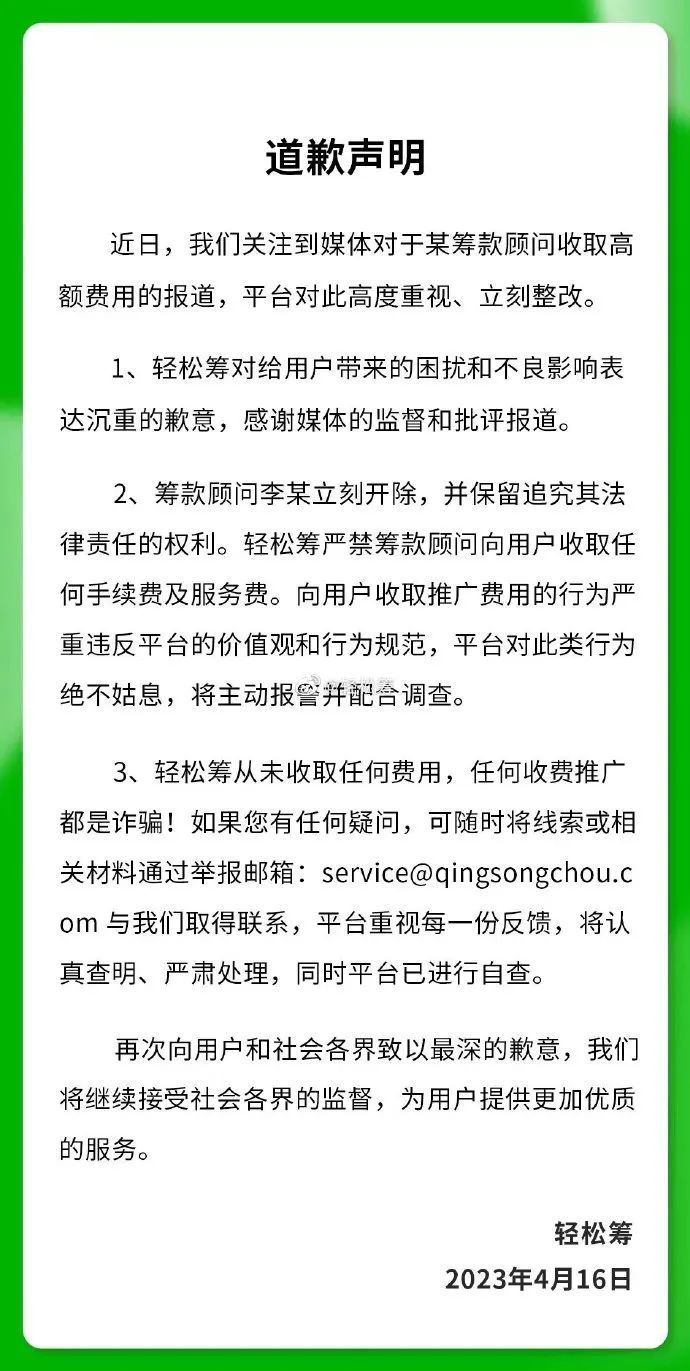 道歉声明
近日，我们关注到媒体对于某筹款顾问收取高
额费用的报道，平台对此高度重视、立刻整改。
1、轻松筹对给用户带来的困扰和不良影响表
达沉重的歉意，感谢媒体的监督和批评报道。
2、筹款顾问李某立刻开除，并保留追究其法
律责任的权利。轻松筹严禁筹款顾问向用户收取任
何手续费及服务费。向用户收取推广费用的行为严
重违反平台的价值观和行为规范，平台对此类行为
绝不姑息，将主动报警并配合调查。
3、轻松筹从未收取任何费用，任何收费推广
都是诈骗！如果您有任何疑问，可随时将线索或相
关材料通过举报邮箱：service@qingsongchou.c
om 与我们取得联系，平台重视每一份反馈，将认
真查明、严肃处理，同时平台已进行自查。
再次向用户和社会各界致以最深的歉意，我们
将继续接受社会各界的监督，为用户提供更加优质
的服务。
轻松筹
2023年4月16日